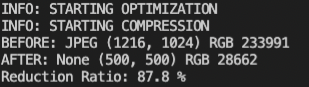 INFO: STARTING OPTIMIZATION
INFO: STARTING COMPRESSION
BEFORE: JPEG (1216, 1024) RGB 233991
AFTER: None (500, 500) RGB 28662
Reduction Ratio: 87.8 %